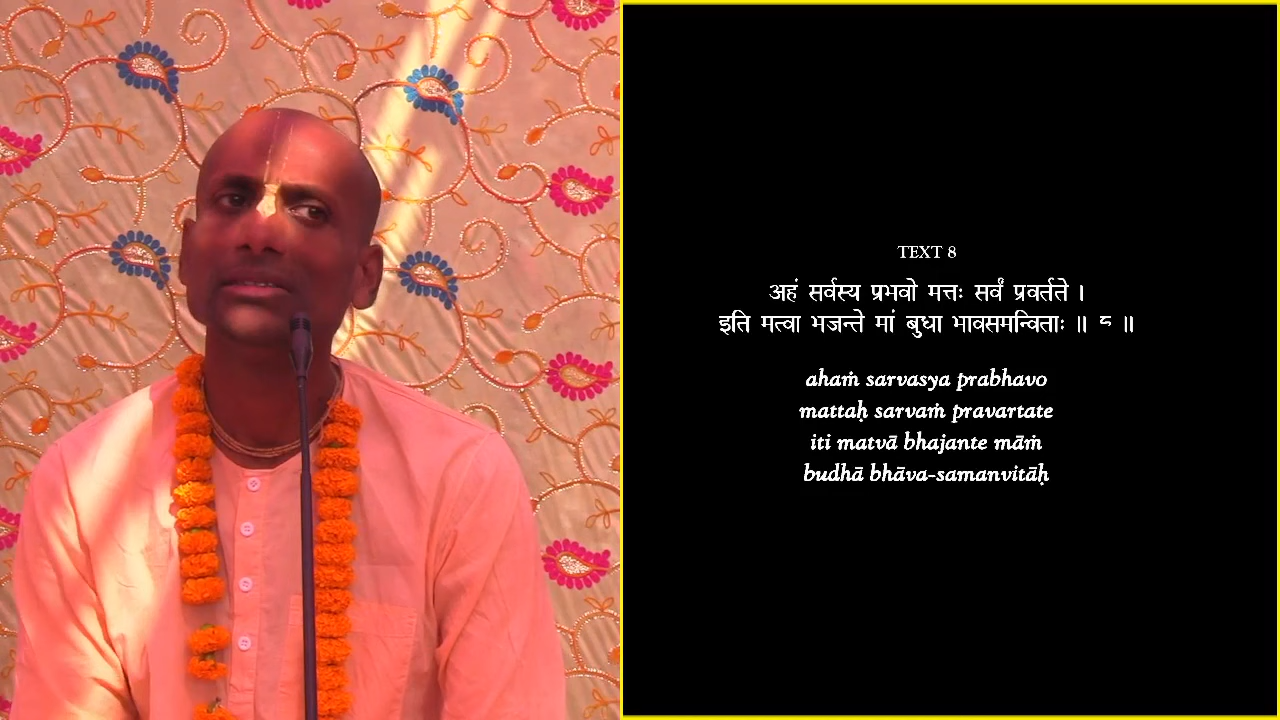 TEXT 8
अहं सर्वस्य प्रभवो मत्तः सर्वं प्रवर्तते ।
इति मत्वा भजन्ते मां बुधा भावसमन्विताः ॥ ८ ॥
ahaṁ sarvasya prabhavo
mattaḥ sarvaṁ pravartate
iti matvā bhajante māṁ
budhā bhāva-samanvitāḥ